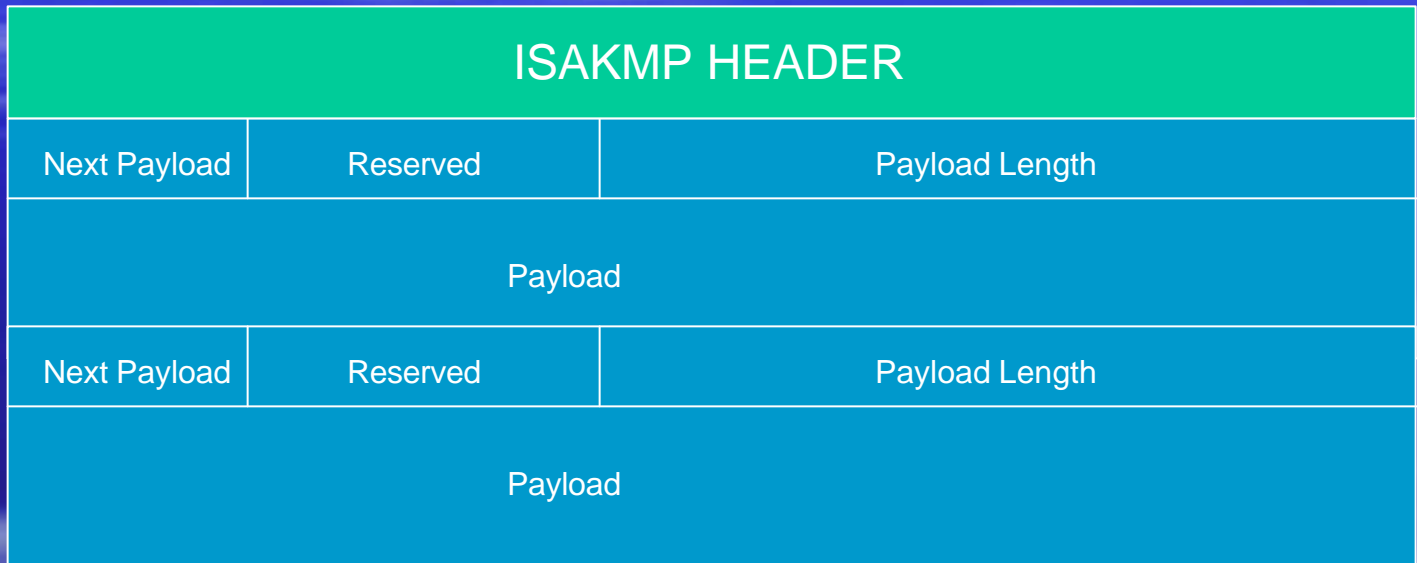 ISAKMP HEADER
Next Payload Reserved Payload Length
Payload
Next Payload Reserved Payload Length
Payload